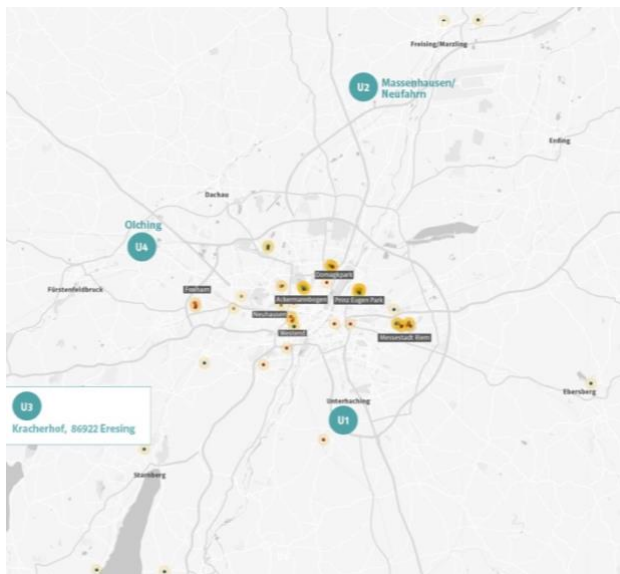 Freising/Marzling
U2
Massenhausen/
Neufahrn
Erding
Dachau
Olching
U4
Domagkpark
Fürstenfeldbruck
Freiham
Ackermannbogen
Prinz Eugen Park
Neuhausen
Westend
Messestadt Riem
Ebersberg
U3
Kracherhof, 86922 Eresing
Unterhaching
U1
Starnberg